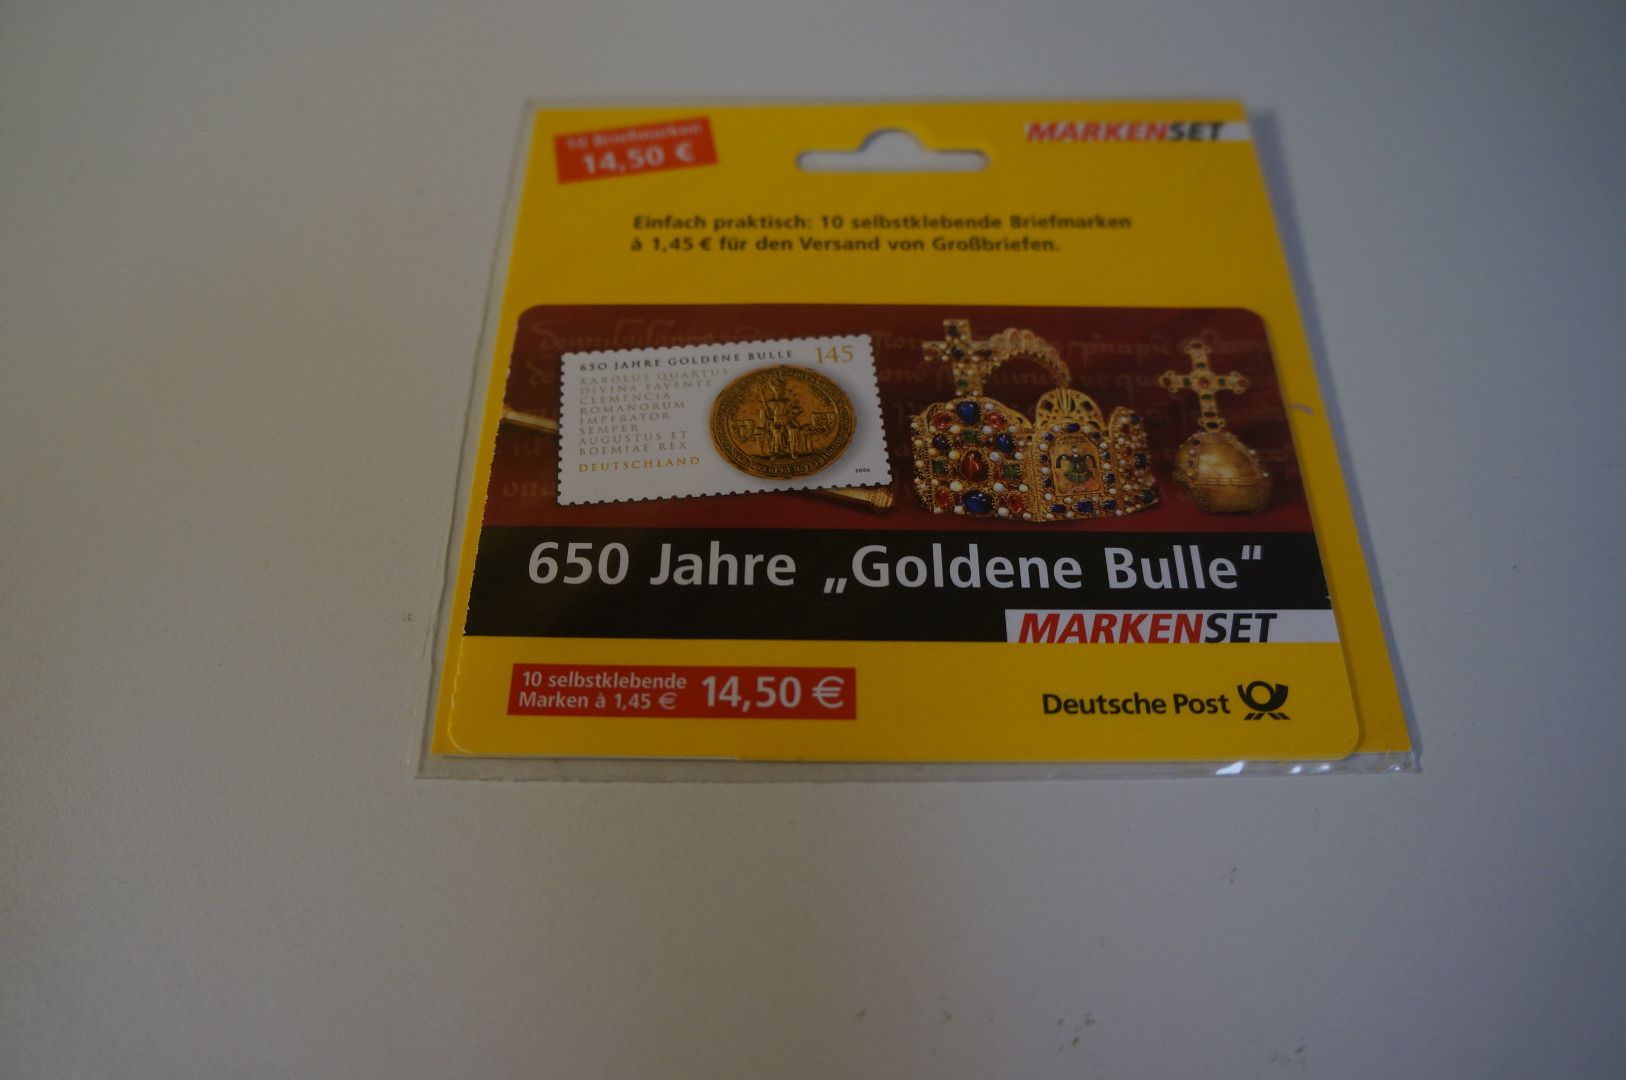 10 Briefmarken
14,50 €
MARKENSET
Einfach praktisch: 10 selbstklebende Briefmarken
à 1,45 € für den Versand von Großbriefen.
650 JAHRE GOLDENE BULLE 145
KAROLUS QUARTUS
DIVINA FAVENTE
CLEMENCIA
ROMANORUM
IMPERATOR
SEMPER
AUGUSTUS ET
BOEMIAE REX
DEUTSCHLAND
2006
650 Jahre „Goldene Bulle“
MARKENSET
10 selbstklebende
Marken à 1,45 € 14,50 €
Deutsche Post